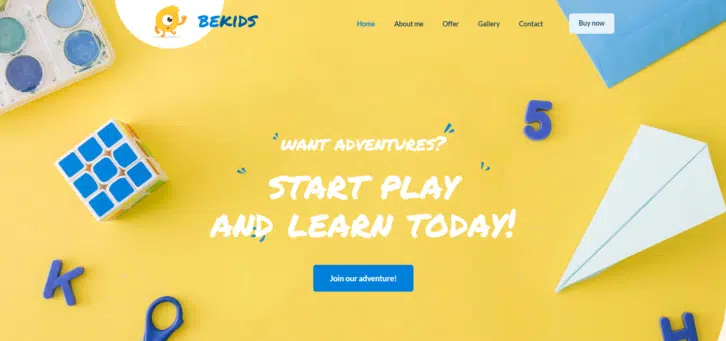 BEKIDS
Home About me Offer Gallery Contact Buy now
WANT ADVENTURES?
START PLAY
AND LEARN TODAY!
Join our adventure!
5
K
H